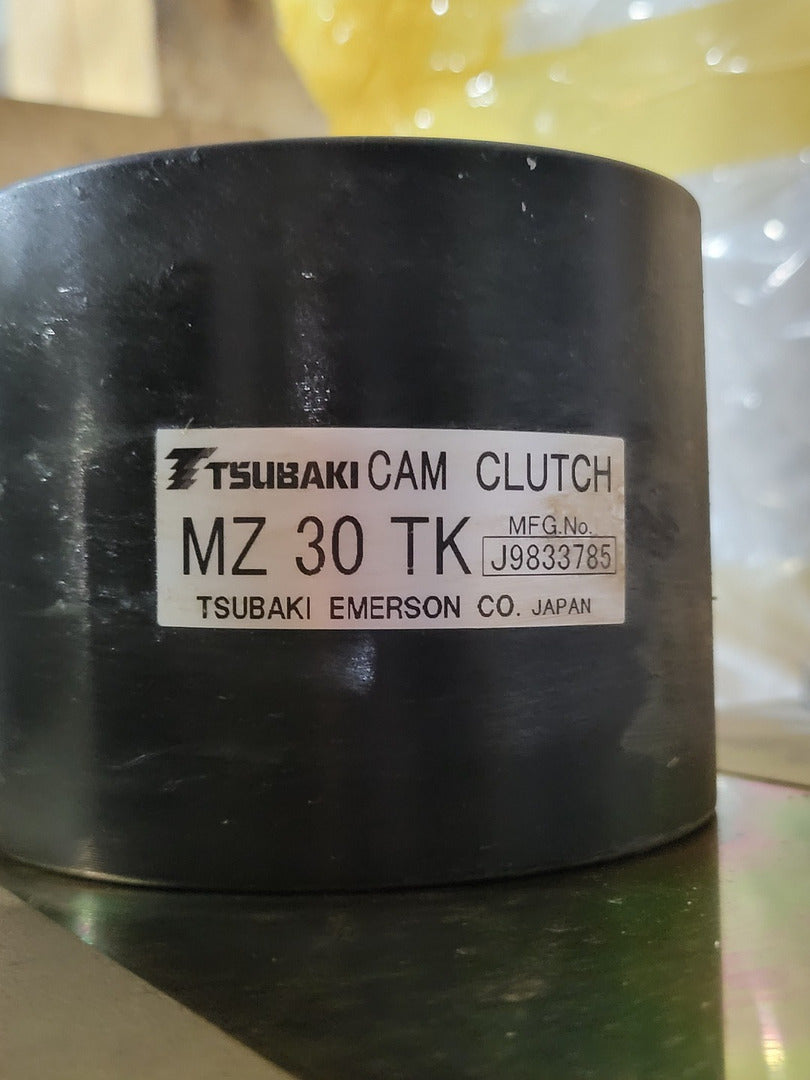 TSUBAKI CAM CLUTCH
MZ 30 TK MFG.No. J9833785
TSUBAKI EMERSON CO. JAPAN